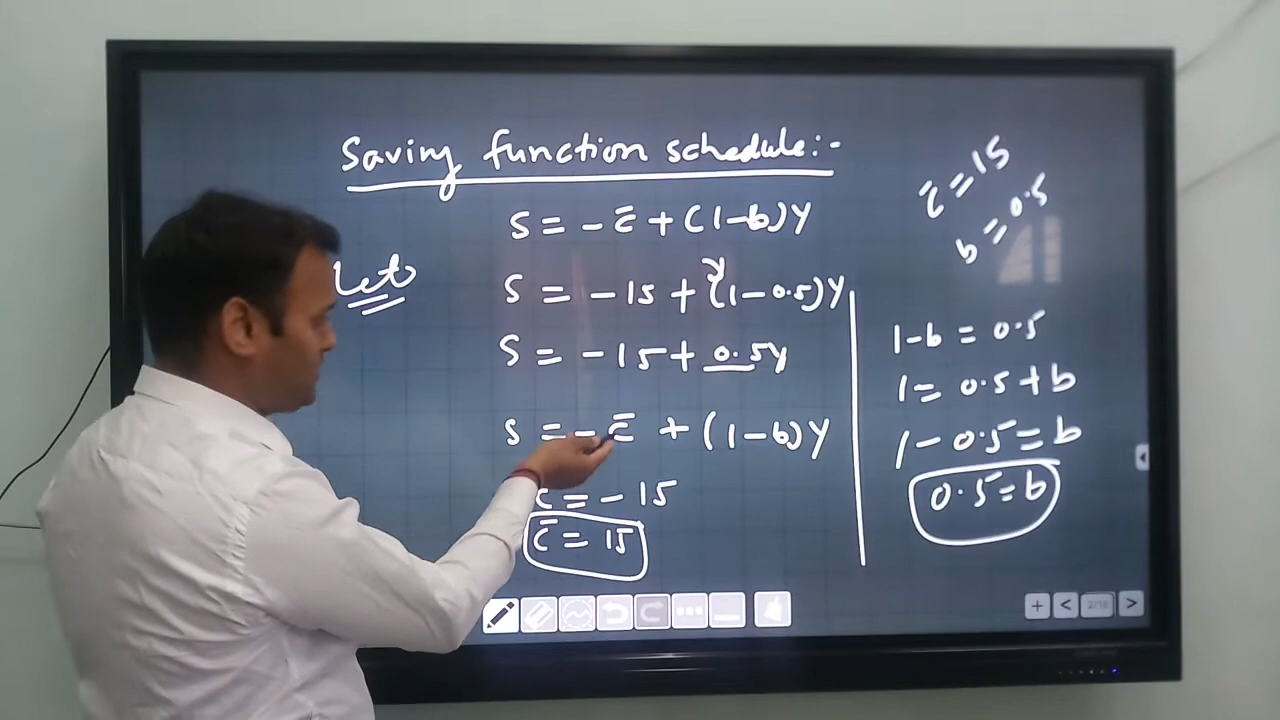 Saving function schedule:-
S = - c̄ + (1-b)Y
Let
S = - 15 + (1-0.5)Y
S = - 15 + 0.5Y
S = - c̄ + (1-b)Y
c = - 15
c̄ = 15
c̄ = 15
b = 0.5
1-b = 0.5
1 = 0.5+b
1-0.5 = b
0.5 = b